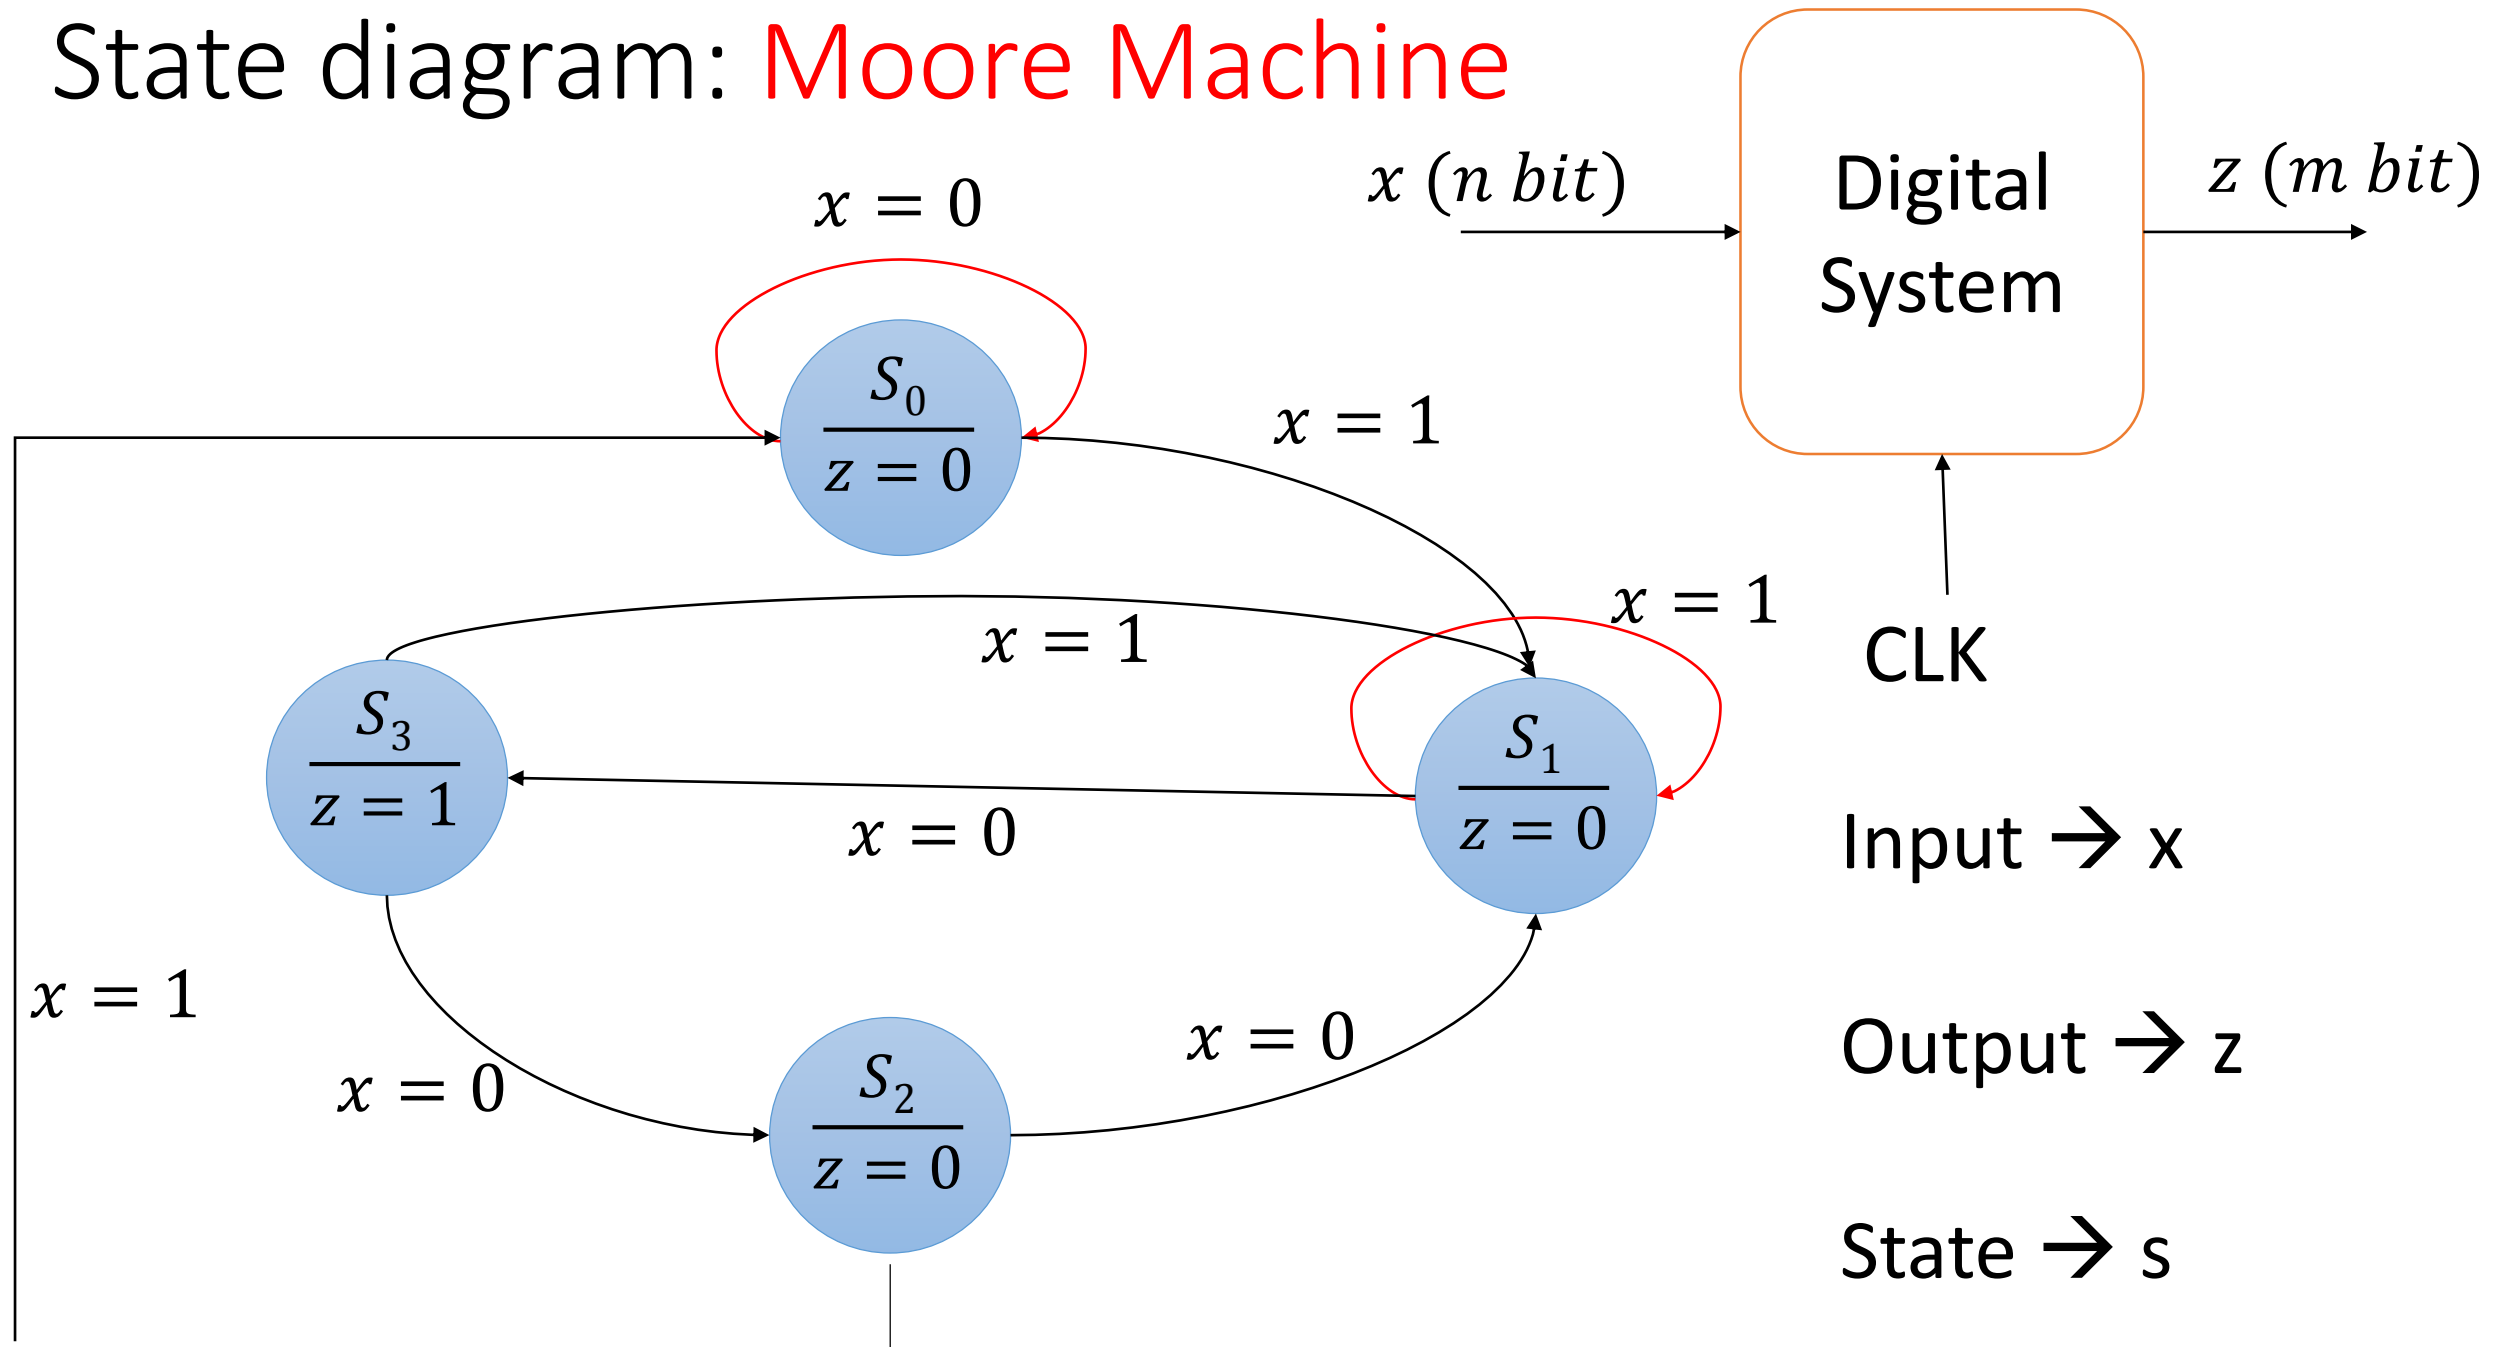 State diagram: Moore Machine
x (n bit)
Digital
System
z (m bit)
x = 0
S₀
z = 0
x = 1
x = 1
x = 1
CLK
S₃
z = 1
S₁
z = 0
x = 0
Input → x
x = 1
x = 0
S₂
z = 0
x = 0
Output → z
State → s